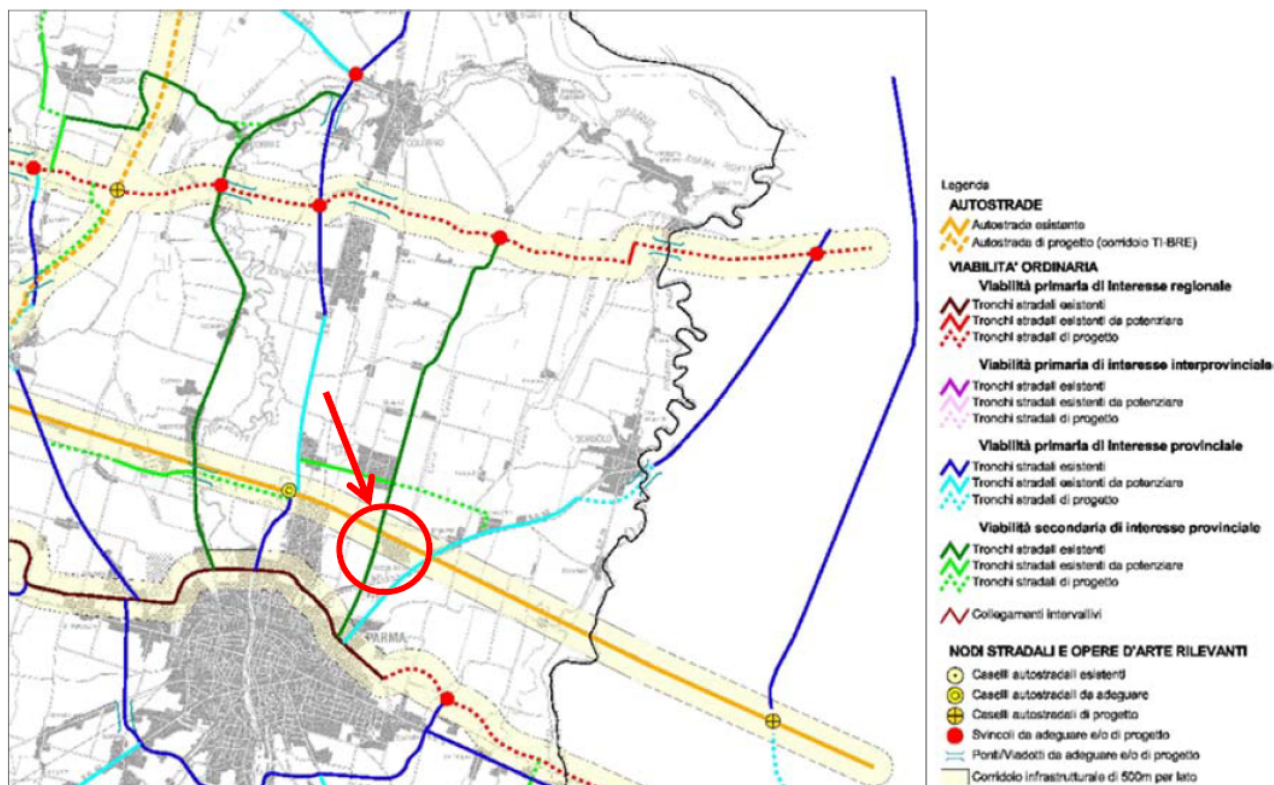 COLORNO
SORBOLO
PARMA
Legenda
AUTOSTRADE
Autostrada esistente
Autostrada di progetto (corridoio TI-BRE)
VIABILITA' ORDINARIA
Viabilità primaria di interesse regionale
Tronchi stradali esistenti
Tronchi stradali esistenti da potenziare
Tronchi stradali di progetto
Viabilità primaria di interesse interprovinciale
Tronchi stradali esistenti
Tronchi stradali esistenti da potenziare
Tronchi stradali di progetto
Viabilità primaria di interesse provinciale
Tronchi stradali esistenti
Tronchi stradali esistenti da potenziare
Tronchi stradali di progetto
Viabilità secondaria di interesse provinciale
Tronchi stradali esistenti
Tronchi stradali esistenti da potenziare
Tronchi stradali di progetto
Collegamenti intervallivi
NODI STRADALI E OPERE D'ARTE RILEVANTI
Caselli autostradali esistenti
Caselli autostradali da adeguare
Caselli autostradali di progetto
Svincoli da adeguare e/o di progetto
Ponti/Viadotti da adeguare e/o di progetto
Corridoio infrastrutturale di 500m per lato